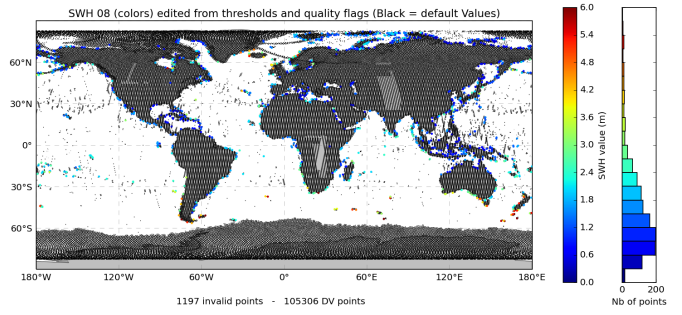 SWH 08 (colors) edited from thresholds and quality flags (Black = default Values)
60°N
30°N
0°
30°S
60°S
180°W 120°W 60°W 0° 60°E 120°E 180°E
1197 invalid points - 105306 DV points
6.0
5.4
4.8
4.2
3.6
3.0
2.4
1.8
1.2
0.6
0.0
SWH value (m)
0 200
Nb of points